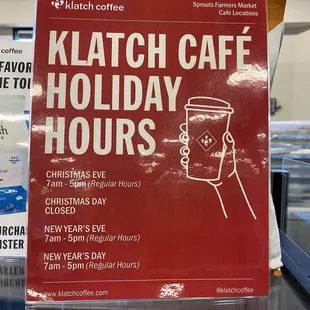 klatch coffee
Sprouts Farmers Market
Café Locations
KLATCH CAFÉ
HOLIDAY
HOURS
CHRISTMAS EVE
7am - 5pm (Regular Hours)
CHRISTMAS DAY
CLOSED
NEW YEAR'S EVE
7am - 5pm (Regular Hours)
NEW YEAR'S DAY
7am - 5pm (Regular Hours)
www.klatchcoffee.com
@klatchcoffee
coffee
FAVOR